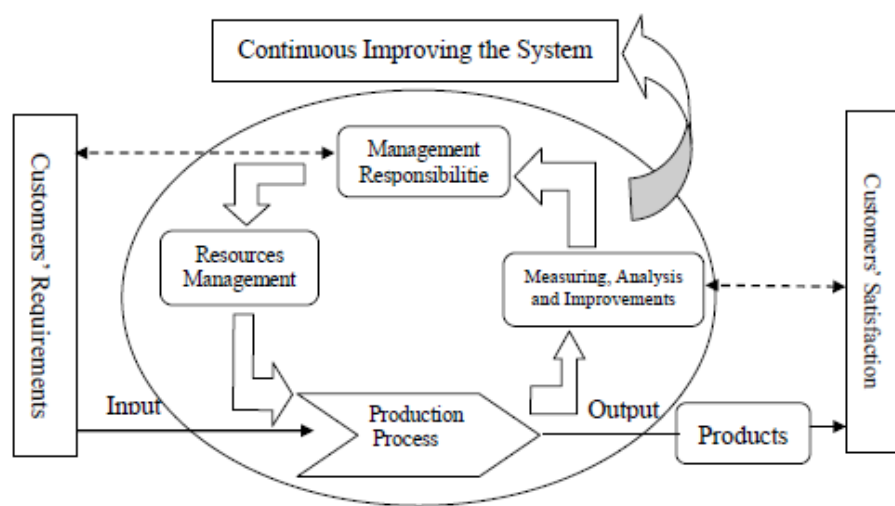 Continuous Improving the System
Customers' Requirements
Management
Responsibilitie
Resources
Management
Measuring, Analysis
and Improvements
Customers' Satisfaction
Input
Production
Process
Output
Products